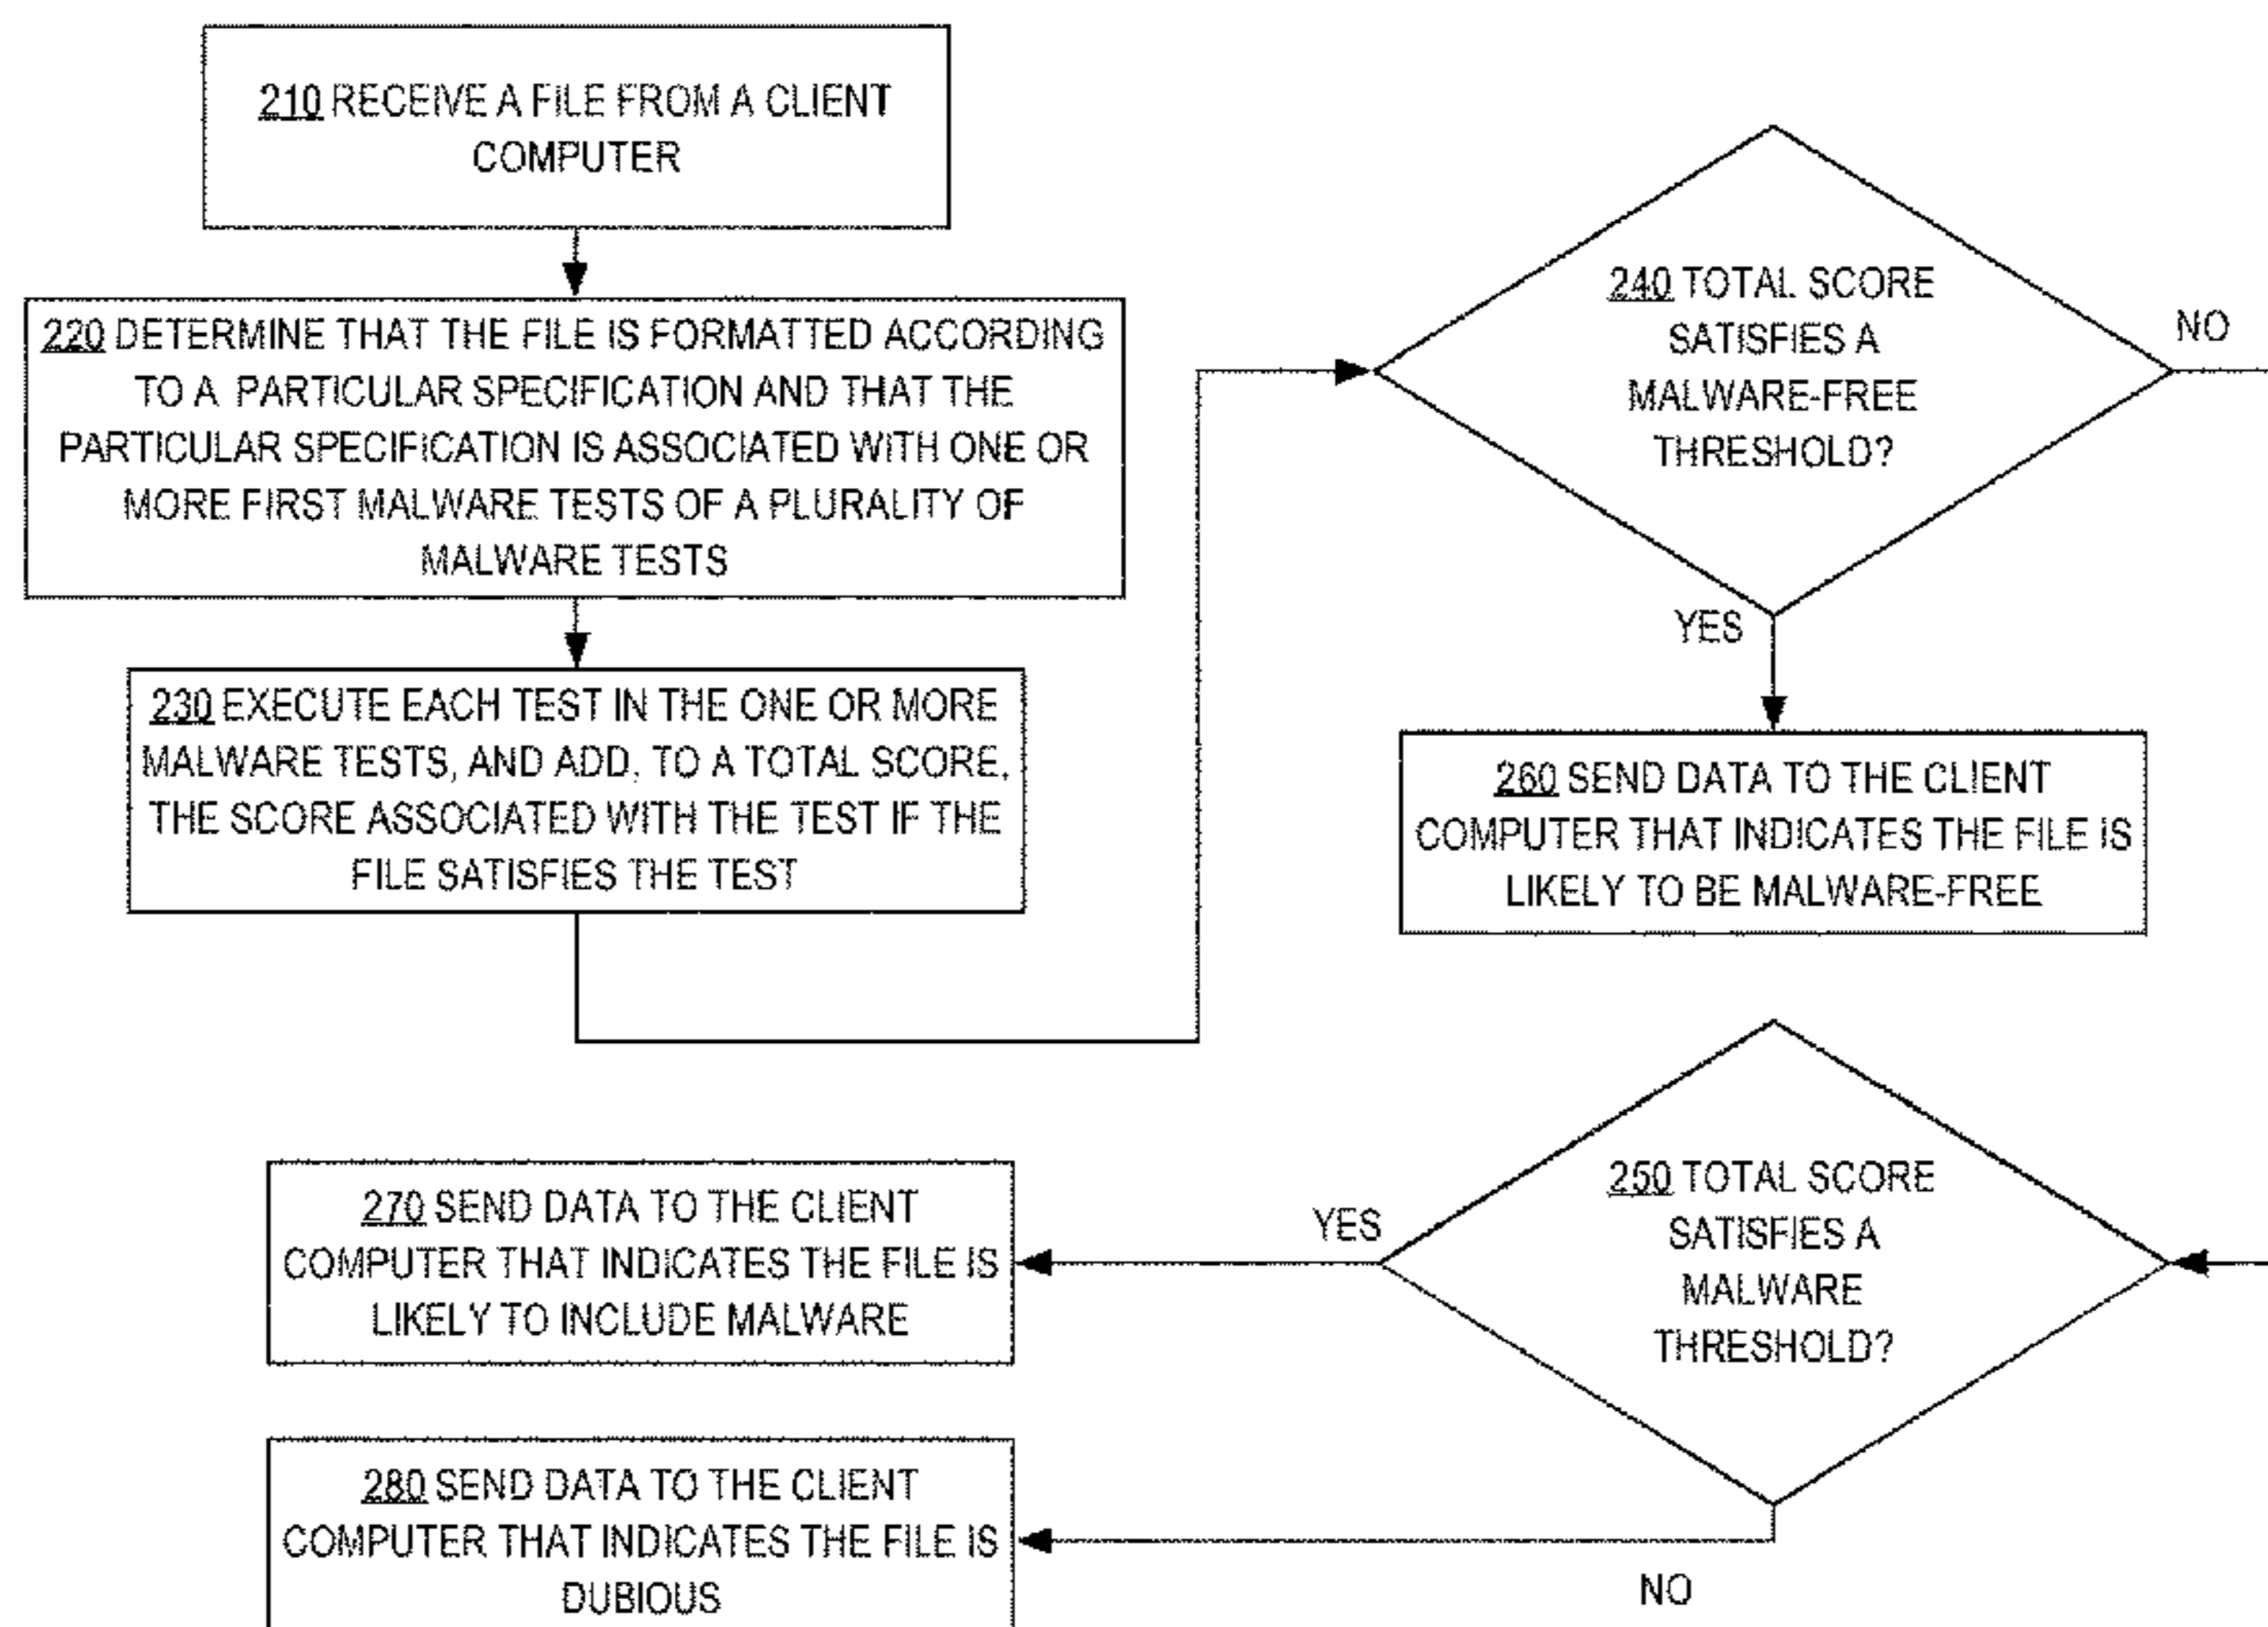 210 RECEIVE A FILE FROM A CLIENT
COMPUTER
220 DETERMINE THAT THE FILE IS FORMATTED ACCORDING
TO A PARTICULAR SPECIFICATION AND THAT THE
PARTICULAR SPECIFICATION IS ASSOCIATED WITH ONE OR
MORE FIRST MALWARE TESTS OF A PLURALITY OF
MALWARE TESTS
230 EXECUTE EACH TEST IN THE ONE OR MORE
MALWARE TESTS, AND ADD, TO A TOTAL SCORE,
THE SCORE ASSOCIATED WITH THE TEST IF THE
FILE SATISFIES THE TEST
240 TOTAL SCORE
SATISFIES A
MALWARE-FREE
THRESHOLD?
NO
YES
260 SEND DATA TO THE CLIENT
COMPUTER THAT INDICATES THE FILE IS
LIKELY TO BE MALWARE-FREE
250 TOTAL SCORE
SATISFIES A
MALWARE
THRESHOLD?
YES
270 SEND DATA TO THE CLIENT
COMPUTER THAT INDICATES THE FILE IS
LIKELY TO INCLUDE MALWARE
280 SEND DATA TO THE CLIENT
COMPUTER THAT INDICATES THE FILE IS
DUBIOUS
NO